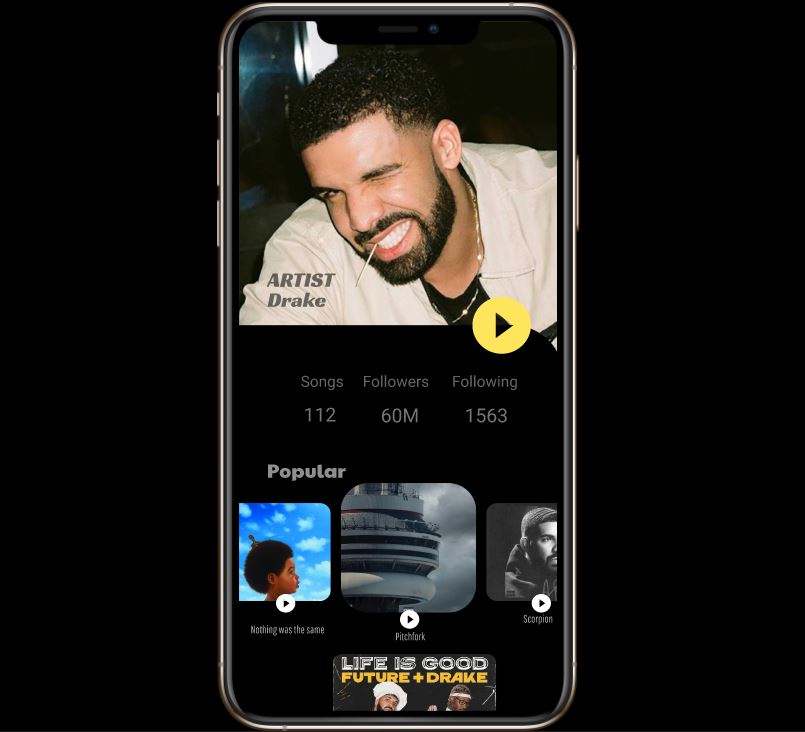 ARTIST
Drake
Songs Followers Following
112 60M 1563
Popular
Nothing was the same
Pitchfork
Scorpion
LIFE IS GOOD
FUTURE + DRAKE